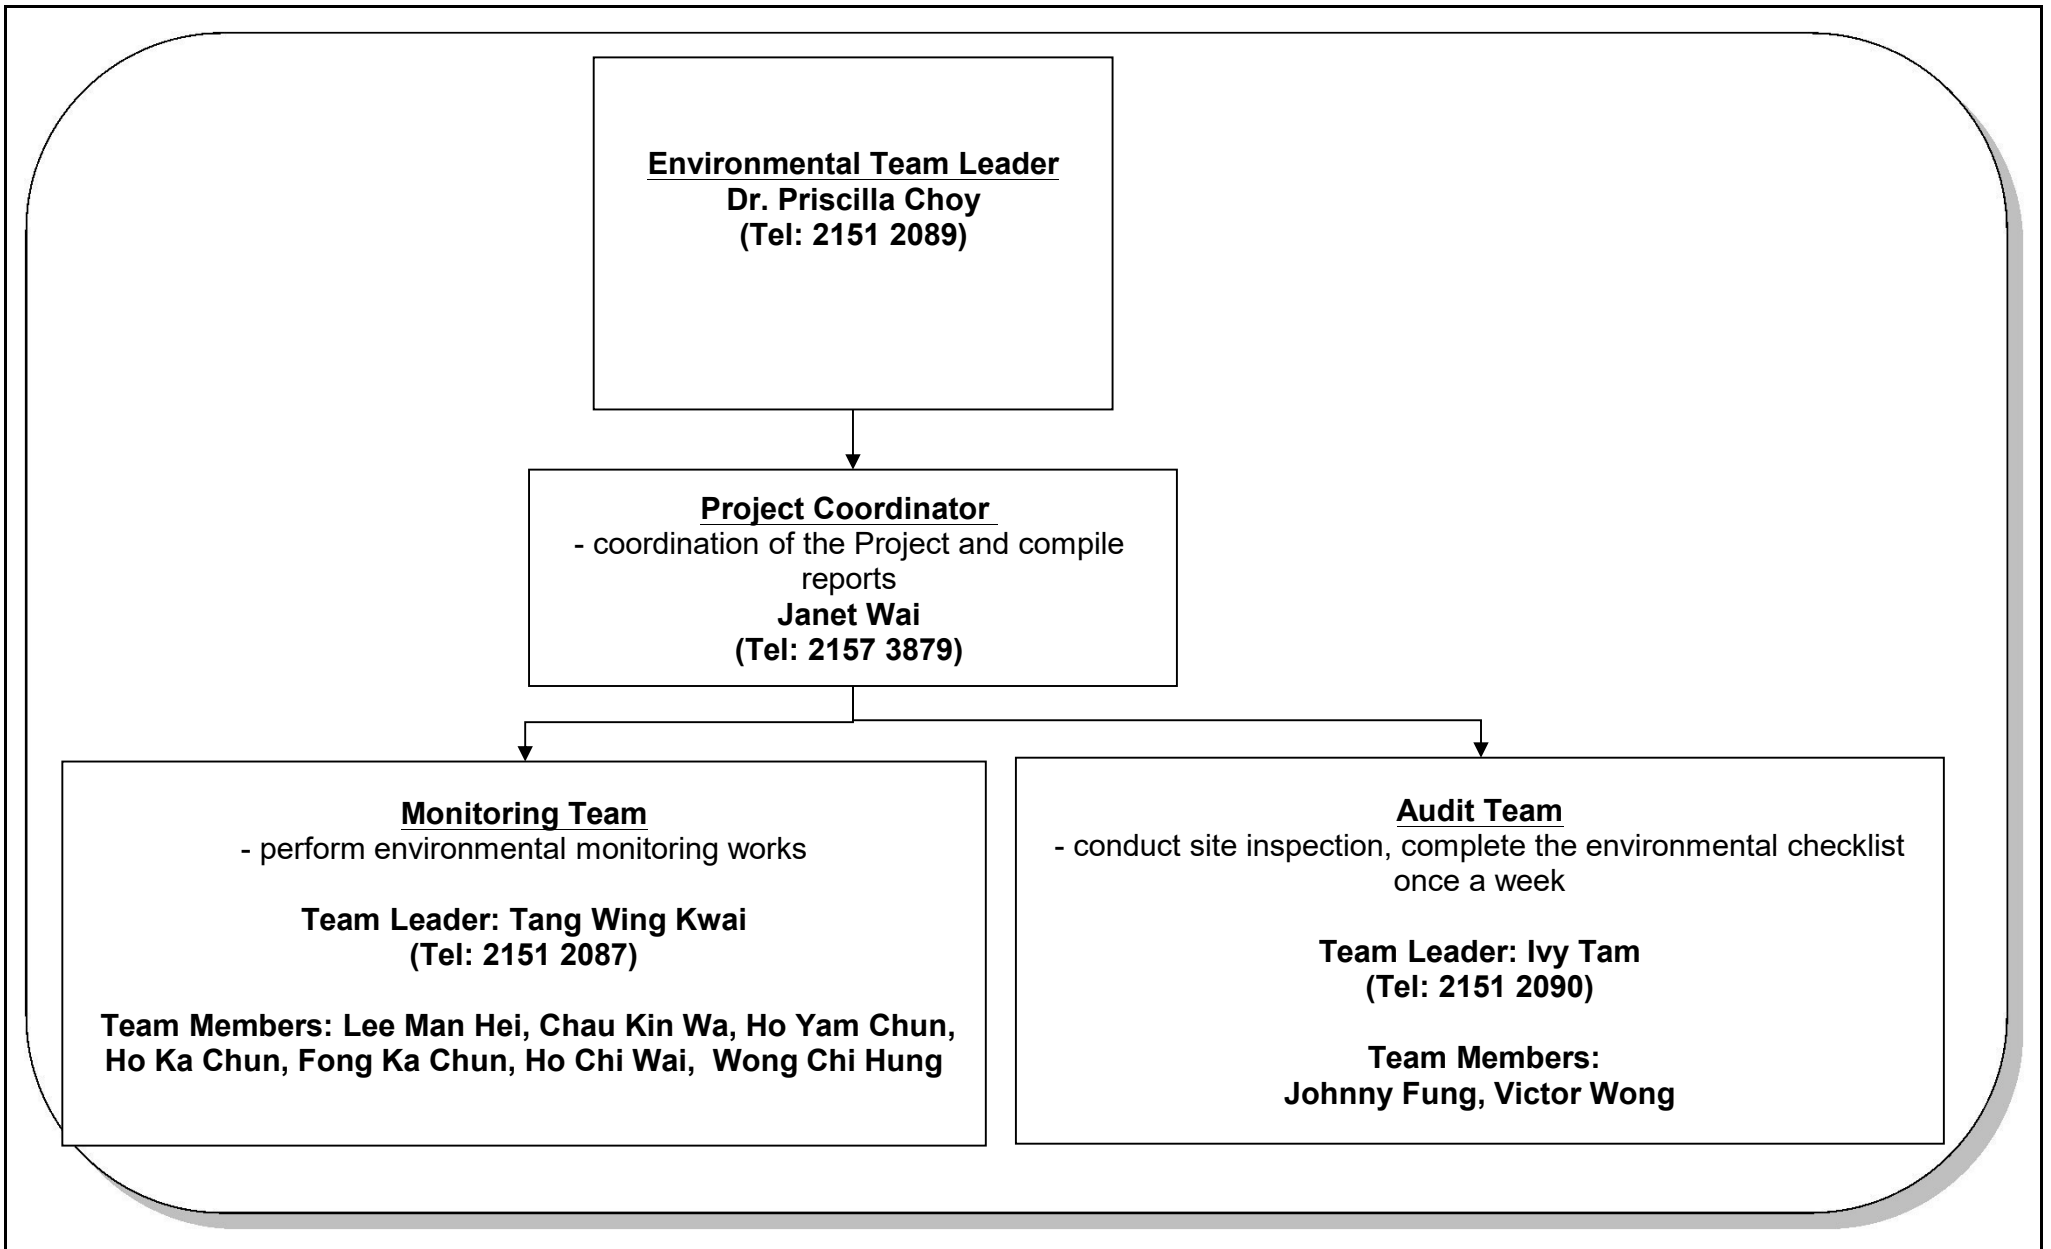 Environmental Team Leader
Dr. Priscilla Choy
(Tel: 2151 2089)
Project Coordinator
- coordination of the Project and compile
reports
Janet Wai
(Tel: 2157 3879)
Monitoring Team
- perform environmental monitoring works
Team Leader: Tang Wing Kwai
(Tel: 2151 2087)
Team Members: Lee Man Hei, Chau Kin Wa, Ho Yam Chun,
Ho Ka Chun, Fong Ka Chun, Ho Chi Wai, Wong Chi Hung
Audit Team
- conduct site inspection, complete the environmental checklist
once a week
Team Leader: Ivy Tam
(Tel: 2151 2090)
Team Members:
Johnny Fung, Victor Wong